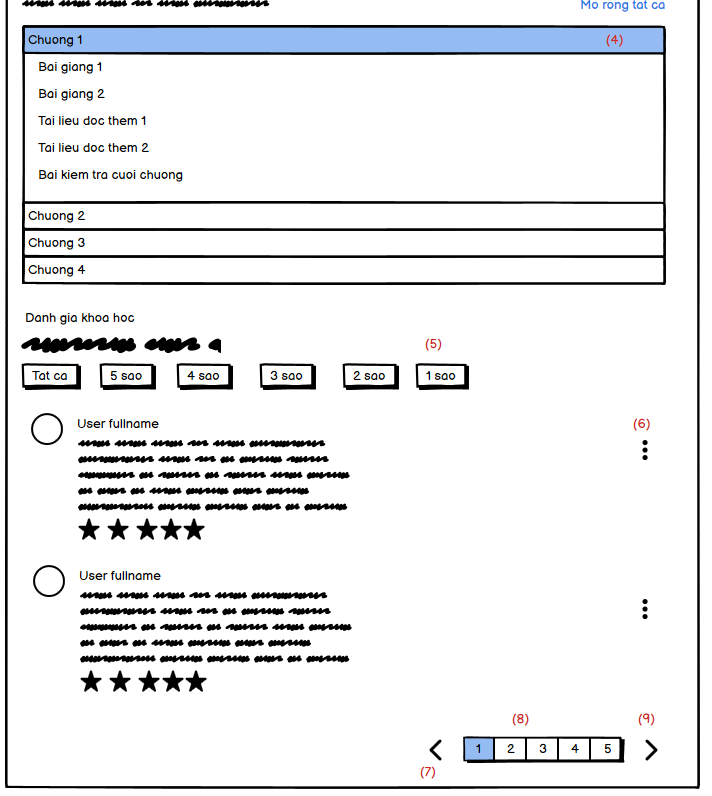 Mo rong tat ca
Chuong 1 (4)
Bai giang 1
Bai giang 2
Tai lieu doc them 1
Tai lieu doc them 2
Bai kiem tra cuoi chuong
Chuong 2
Chuong 3
Chuong 4
Danh gia khoa hoc
(5)
Tat ca 5 sao 4 sao 3 sao 2 sao 1 sao
User fullname (6)
User fullname
(8) (9)
1 2 3 4 5
(7)